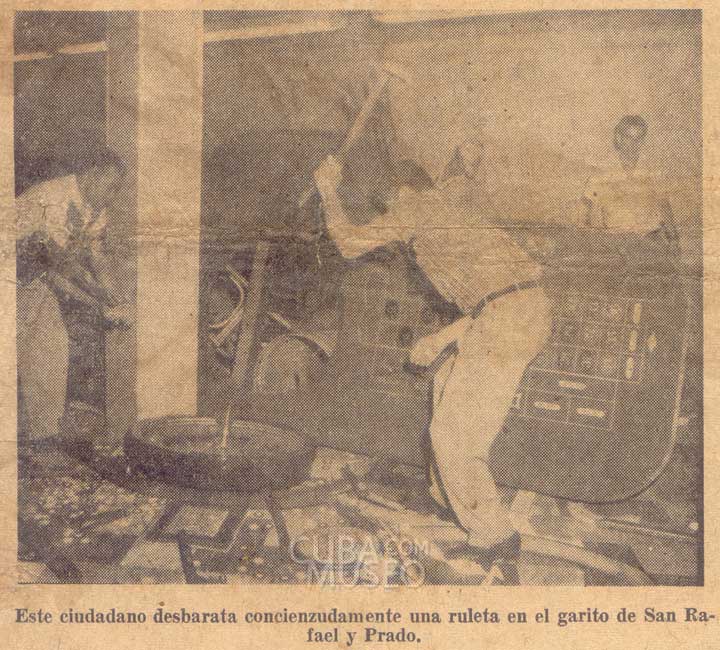 CUBA.COM
MUSEO
Este ciudadano desbarata concienzudamente una ruleta en el garito de San Ra-
fael y Prado.